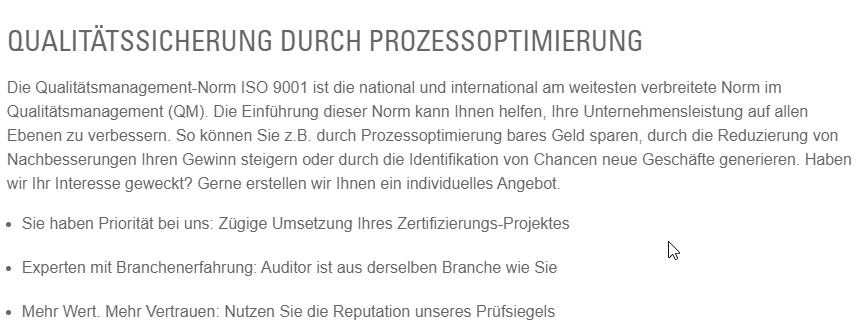 QUALITÄTSSICHERUNG DURCH PROZESSOPTIMIERUNG
Die Qualitätsmanagement-Norm ISO 9001 ist die national und international am weitesten verbreitete Norm im
Qualitätsmanagement (QM). Die Einführung dieser Norm kann Ihnen helfen, Ihre Unternehmensleistung auf allen
Ebenen zu verbessern. So können Sie z.B. durch Prozessoptimierung bares Geld sparen, durch die Reduzierung von
Nachbesserungen Ihren Gewinn steigern oder durch die Identifikation von Chancen neue Geschäfte generieren. Haben
wir Ihr Interesse geweckt? Gerne erstellen wir Ihnen ein individuelles Angebot.
• Sie haben Priorität bei uns: Zügige Umsetzung Ihres Zertifizierungs-Projektes
• Experten mit Branchenerfahrung: Auditor ist aus derselben Branche wie Sie
• Mehr Wert. Mehr Vertrauen: Nutzen Sie die Reputation unseres Prüfsiegels